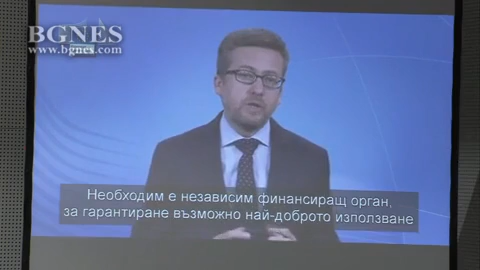 BGNES
www.bgnes.com
Необходим е независим финансиращ орган,
за гарантиране възможно най-доброто използване